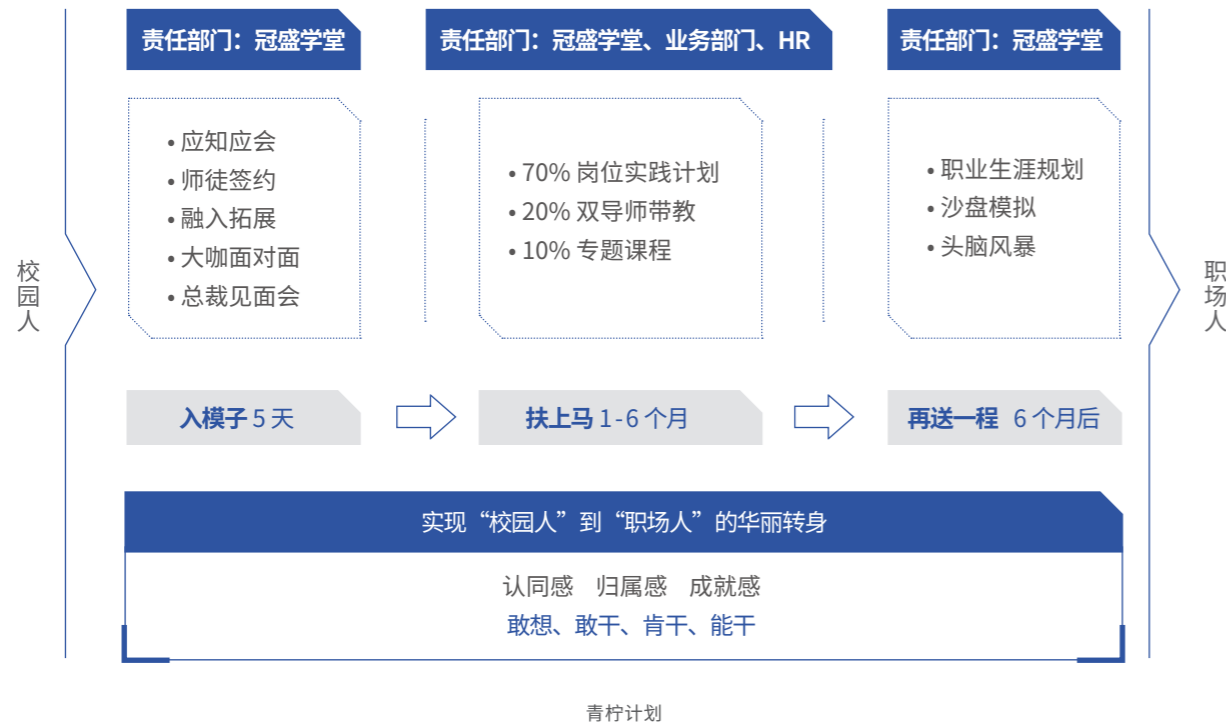 校园人
责任部门：冠盛学堂
• 应知应会
• 师徒签约
• 融入拓展
• 大咖面对面
• 总裁见面会
入模子 5 天
责任部门：冠盛学堂、业务部门、HR
• 70% 岗位实践计划
• 20% 双导师带教
• 10% 专题课程
扶上马 1-6 个月
责任部门：冠盛学堂
• 职业生涯规划
• 沙盘模拟
• 头脑风暴
再送一程 6 个月后
职场人
实现“校园人”到“职场人”的华丽转身
认同感 归属感 成就感
敢想、敢干、肯干、能干
青柠计划